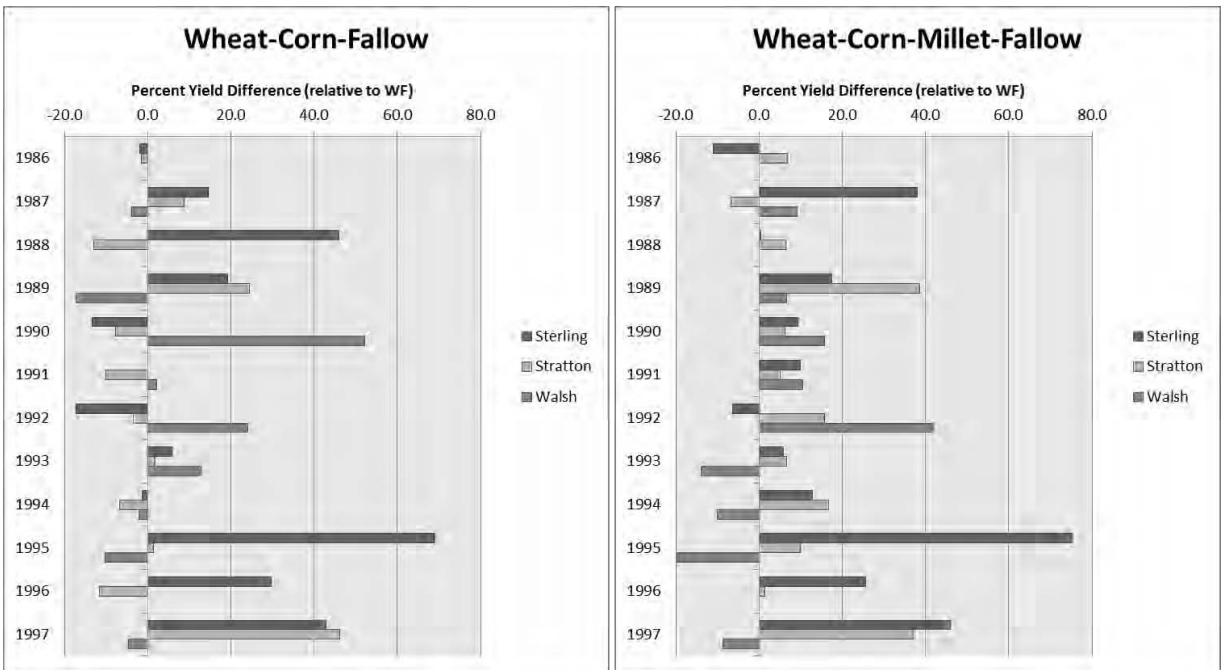 Wheat-Corn-Fallow
Percent Yield Difference (relative to WF)
-20.0 0.0 20.0 40.0 60.0 80.0
1986
1987
1988
1989
1990
1991
1992
1993
1994
1995
1996
1997
Sterling
Stratton
Walsh
Wheat-Corn-Millet-Fallow
Percent Yield Difference (relative to WF)
-20.0 0.0 20.0 40.0 60.0 80.0
1986
1987
1988
1989
1990
1991
1992
1993
1994
1995
1996
1997
Sterling
Stratton
Walsh